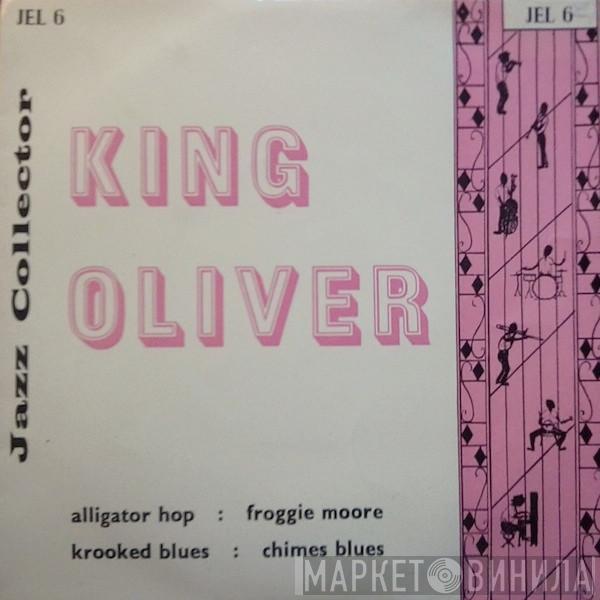 JEL 6
JEL 6
Jazz Collector
KING
OLIVER
alligator hop : froggie moore
krooked blues : chimes blues
МАРКЕТ ВИНИЛА